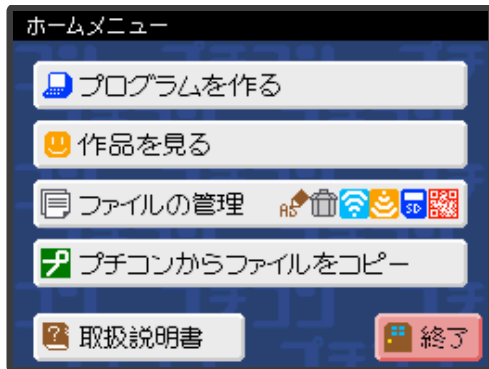 ホームメニュー
プログラムを作る
作品を見る
ファイルの管理 AB SD
プチコンからファイルをコピー
取扱説明書 終了